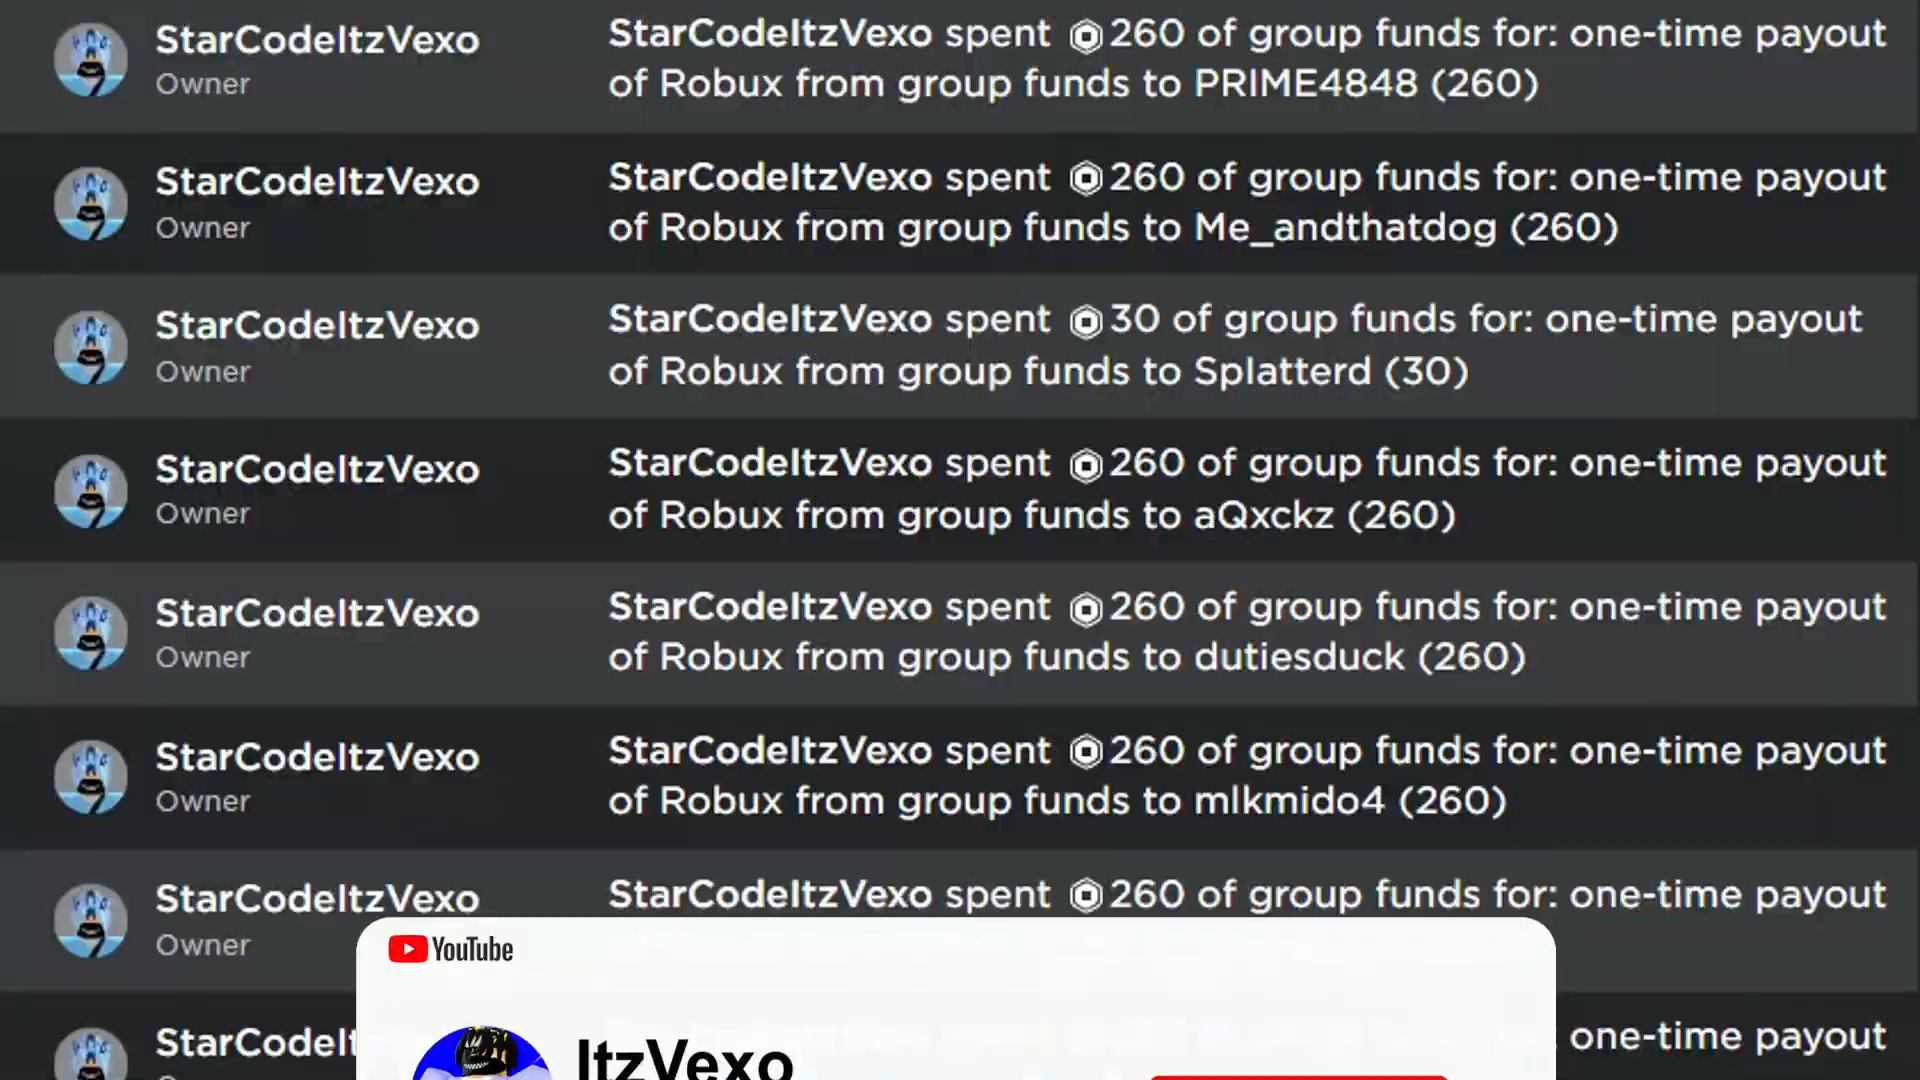 StarCodeItzVexo
Owner
StarCodeItzVexo spent 260 of group funds for: one-time payout
of Robux from group funds to PRIME4848 (260)
StarCodeItzVexo
Owner
StarCodeItzVexo spent 260 of group funds for: one-time payout
of Robux from group funds to Me_andthatdog (260)
StarCodeItzVexo
Owner
StarCodeItzVexo spent 30 of group funds for: one-time payout
of Robux from group funds to Splatterd (30)
StarCodeItzVexo
Owner
StarCodeItzVexo spent 260 of group funds for: one-time payout
of Robux from group funds to aQxckz (260)
StarCodeItzVexo
Owner
StarCodeItzVexo spent 260 of group funds for: one-time payout
of Robux from group funds to dutiesduck (260)
StarCodeItzVexo
Owner
StarCodeItzVexo spent 260 of group funds for: one-time payout
of Robux from group funds to mlkmido4 (260)
StarCodeItzVexo
Owner
StarCodeItzVexo spent 260 of group funds for: one-time payout
YouTube
ItzVexo
StarCodeIt
one-time payout